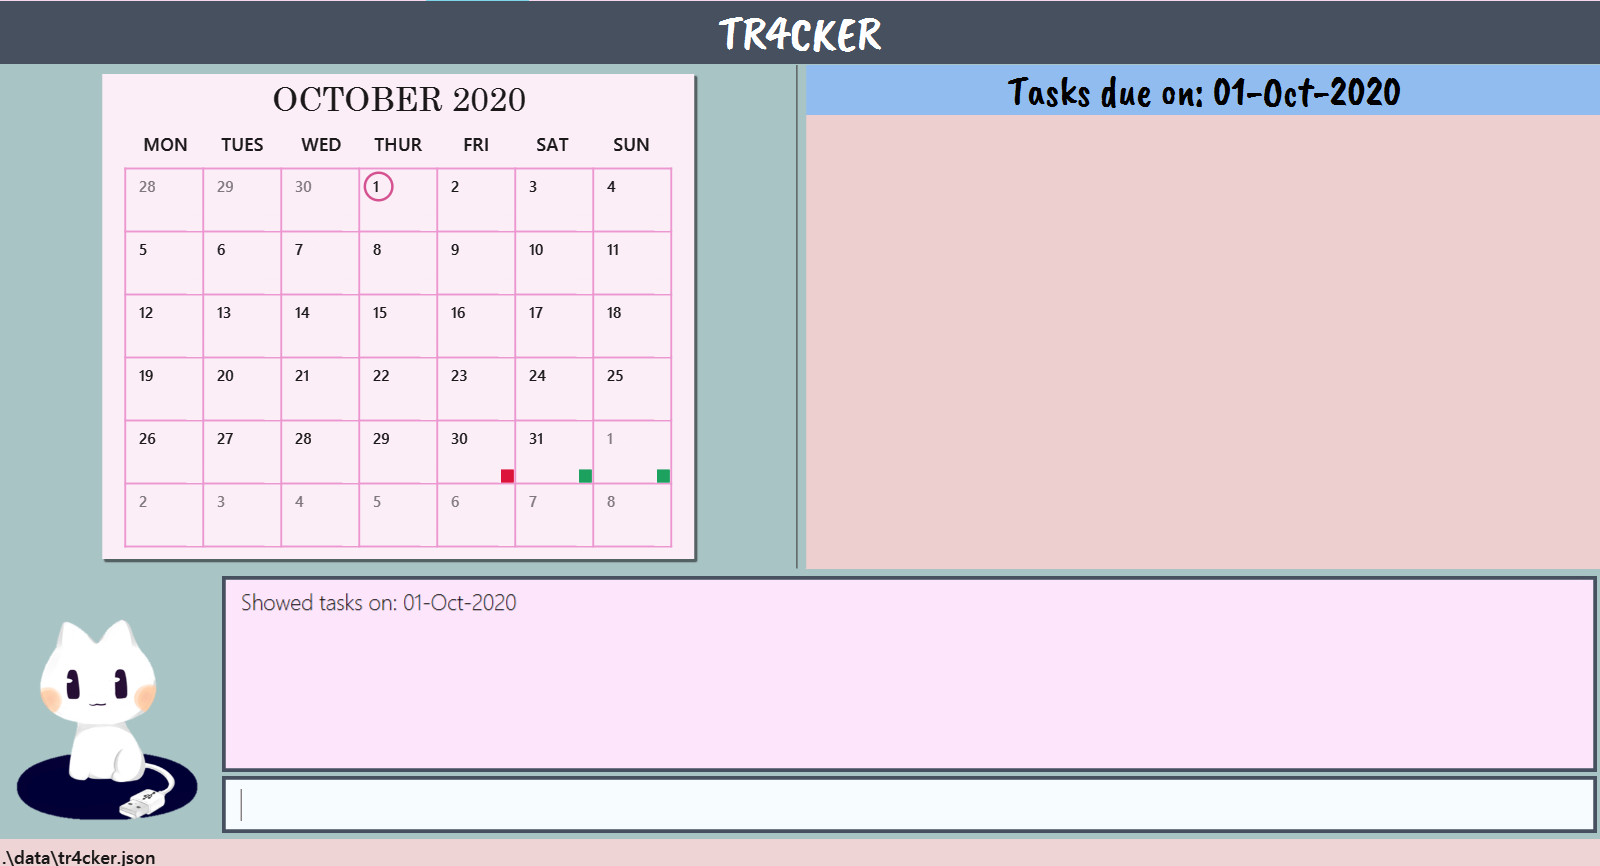 TR4CKER
OCTOBER 2020
MON TUES WED THUR FRI SAT SUN
28 29 30 1 2 3 4
5 6 7 8 9 10 11
12 13 14 15 16 17 18
19 20 21 22 23 24 25
26 27 28 29 30 31 1
2 3 4 5 6 7 8
Tasks due on: 01-Oct-2020
Showed tasks on: 01-Oct-2020
.\data\tr4cker.json